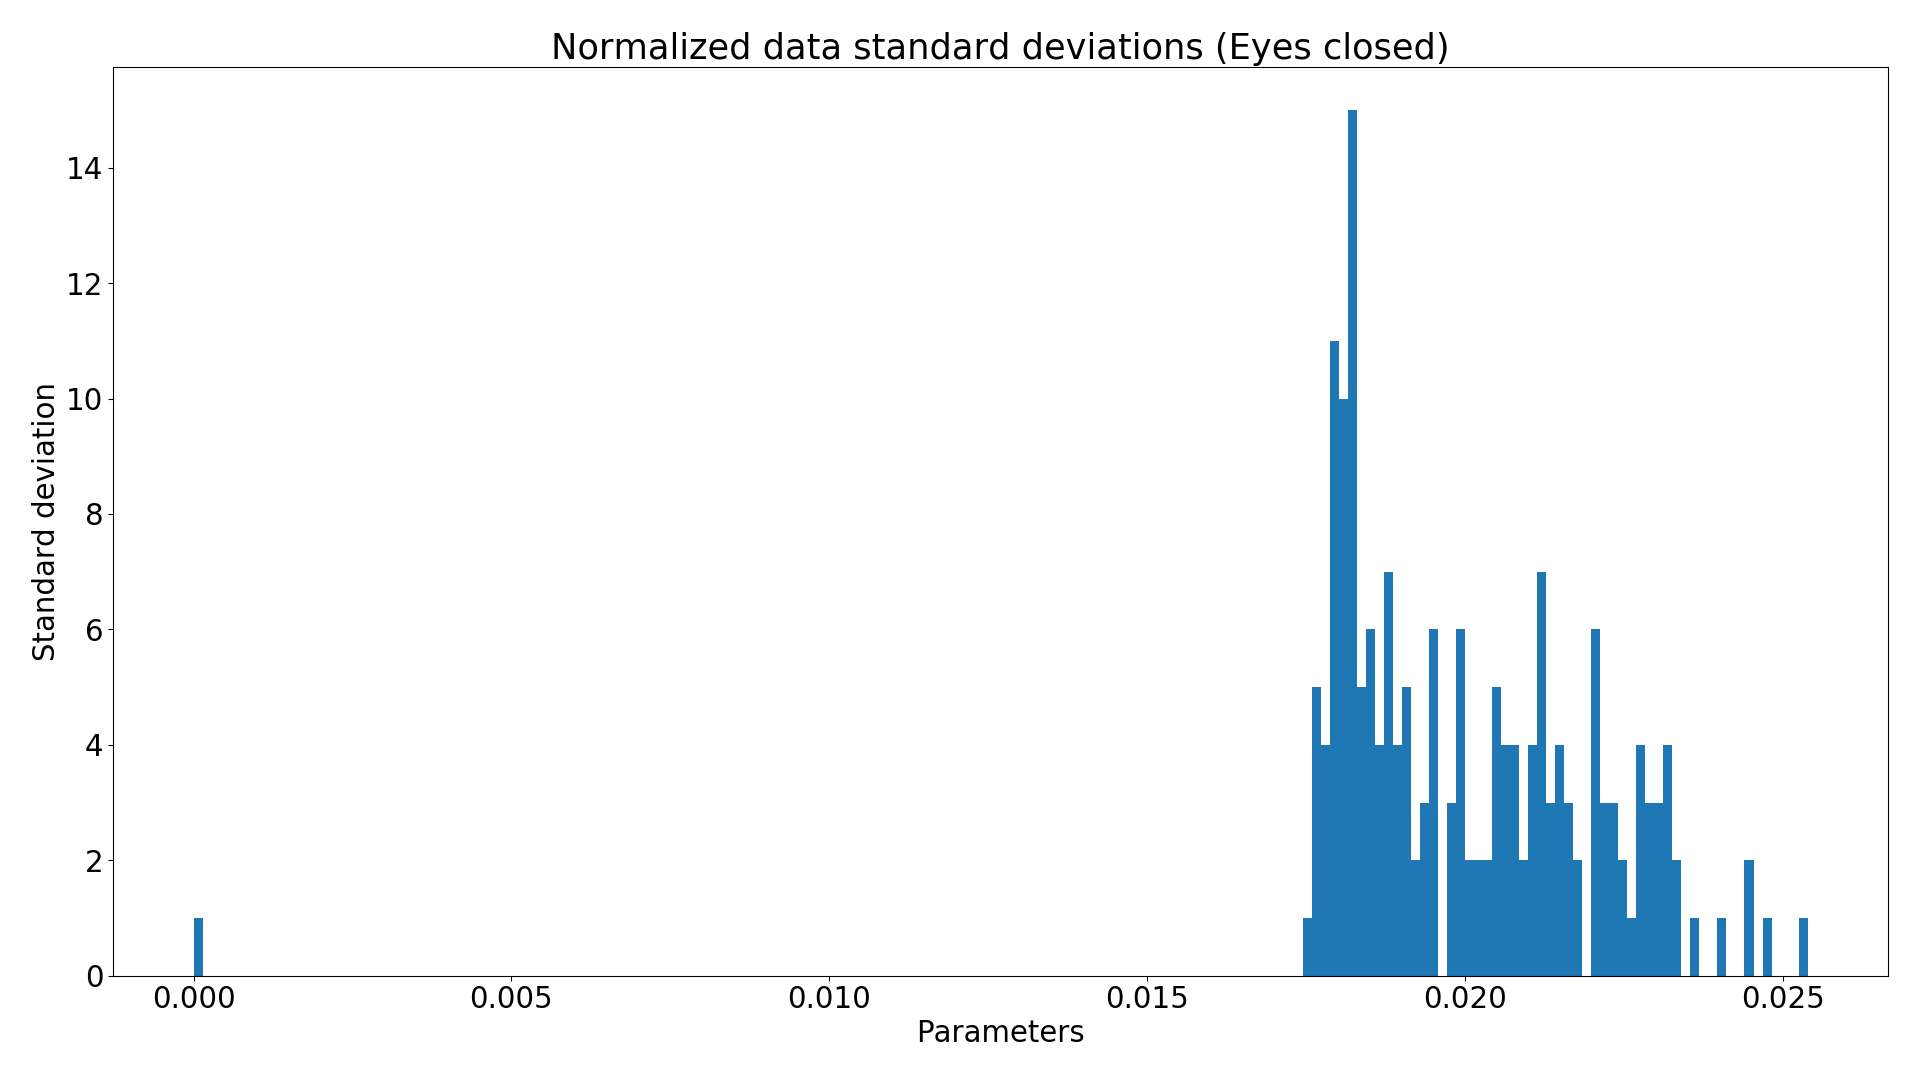 Normalized data standard deviations (Eyes closed)
14
12
10
8
6
4
2
0
Standard deviation
0.000 0.005 0.010 0.015 0.020 0.025
Parameters